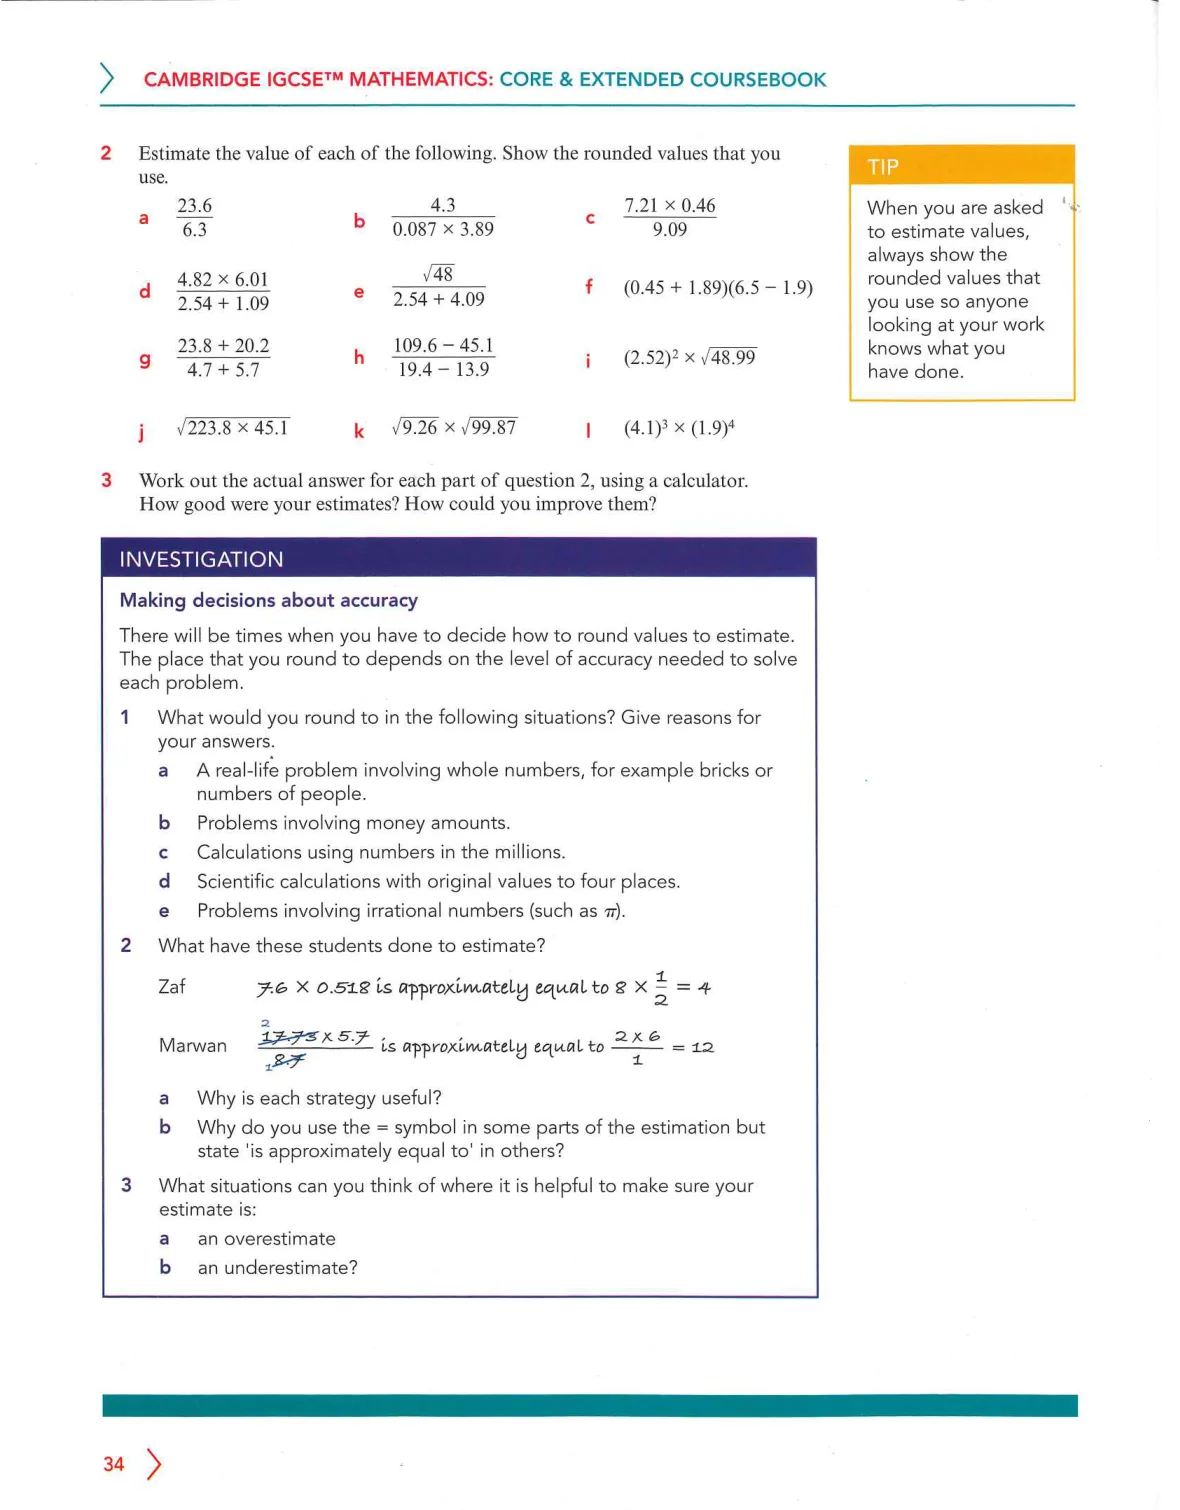 CAMBRIDGE IGCSE™ MATHEMATICS: CORE & EXTENDED COURSEBOOK
2 Estimate the value of each of the following. Show the rounded values that you
use.
a 23.6 / 6.3
b 4.3 / 0.087 × 3.89
c 7.21 × 0.46 / 9.09
d 4.82 × 6.01 / 2.54 + 1.09
e √48 / 2.54 + 4.09
f (0.45 + 1.89)(6.5 − 1.9)
g 23.8 + 20.2 / 4.7 + 5.7
h 109.6 − 45.1 / 19.4 − 13.9
i (2.52)² × √48.99
j √223.8 × 45.1
k √9.26 × √99.87
l (4.1)³ × (1.9)⁴
3 Work out the actual answer for each part of question 2, using a calculator.
How good were your estimates? How could you improve them?
TIP
When you are asked
to estimate values,
always show the
rounded values that
you use so anyone
looking at your work
knows what you
have done.
INVESTIGATION
Making decisions about accuracy
There will be times when you have to decide how to round values to estimate.
The place that you round to depends on the level of accuracy needed to solve
each problem.
1 What would you round to in the following situations? Give reasons for
your answers.
a A real-life problem involving whole numbers, for example bricks or
numbers of people.
b Problems involving money amounts.
c Calculations using numbers in the millions.
d Scientific calculations with original values to four places.
e Problems involving irrational numbers (such as π).
2 What have these students done to estimate?
Zaf 7.6 × 0.518 is approximately equal to 8 × 1/2 = 4
2
Marwan 17.73 × 5.7 / 8.7 is approximately equal to 2 × 6 / 1 = 12
1
a Why is each strategy useful?
b Why do you use the = symbol in some parts of the estimation but
state 'is approximately equal to' in others?
3 What situations can you think of where it is helpful to make sure your
estimate is:
a an overestimate
b an underestimate?
34